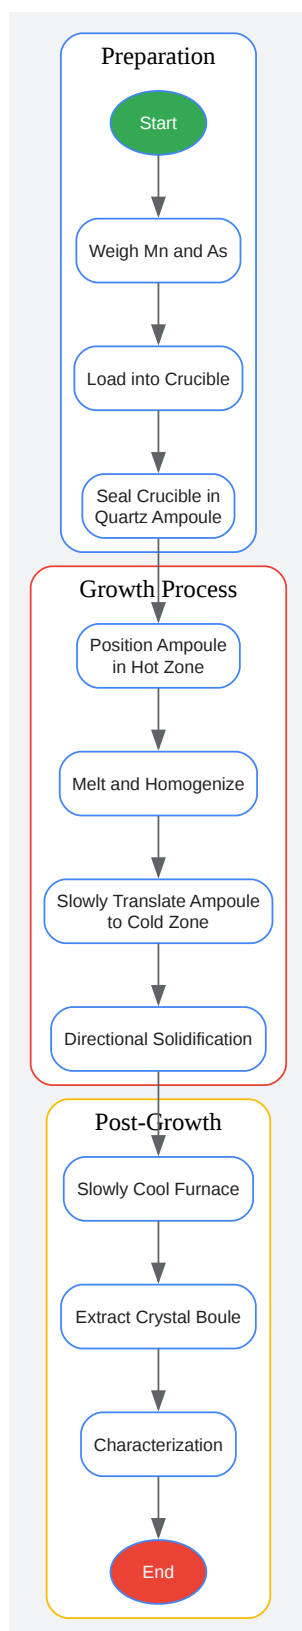 Preparation
Start
Weigh Mn and As
Load into Crucible
Seal Crucible in
Quartz Ampoule
Growth Process
Position Ampoule
in Hot Zone
Melt and Homogenize
Slowly Translate Ampoule
to Cold Zone
Directional Solidification
Post-Growth
Slowly Cool Furnace
Extract Crystal Boule
Characterization
End